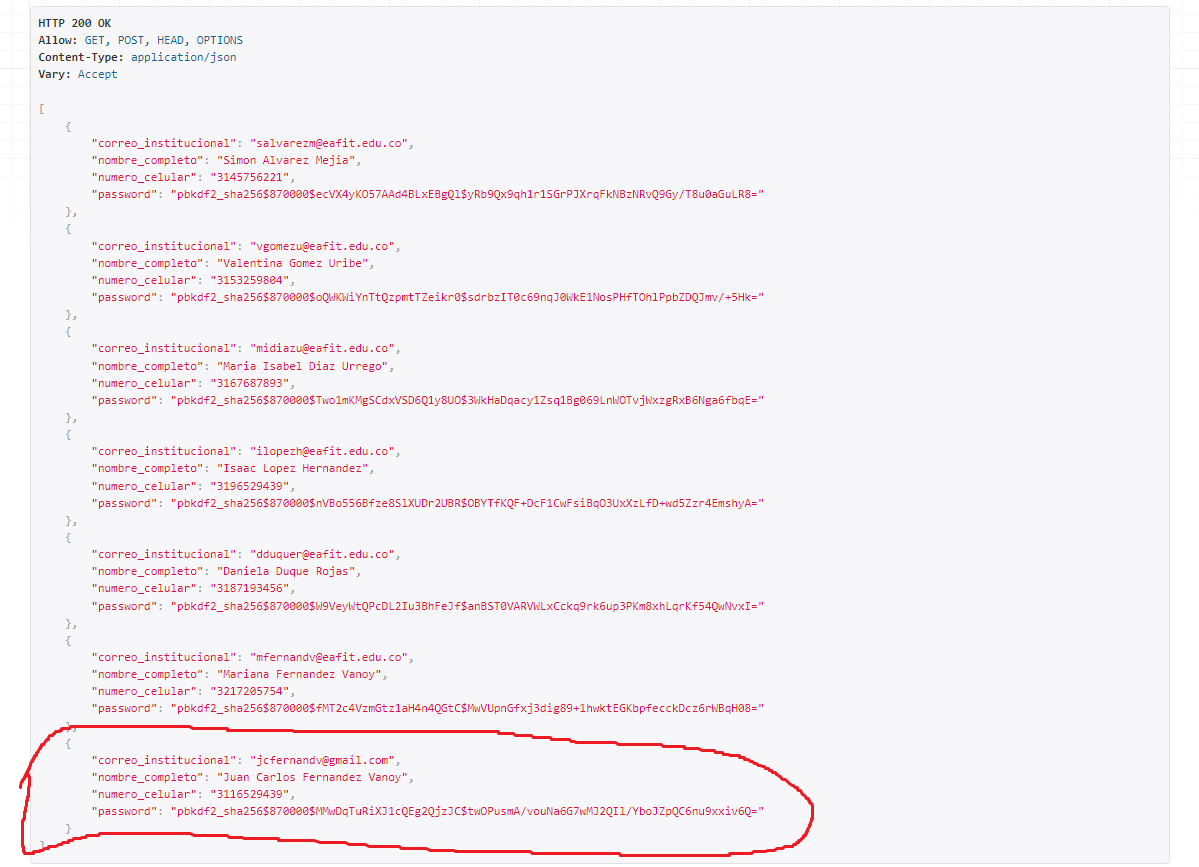 HTTP 200 OK
Allow: GET, POST, HEAD, OPTIONS
Content-Type: application/json
Vary: Accept
[
{
"correo_institucional": "salvarezm@eafit.edu.co",
"nombre_completo": "Simon Alvarez Mejia",
"numero_celular": "3145756221",
"password": "pbkdf2_sha256$870000$ecVX4yKO57AAd4BLxEBgQl$yRb9Qx9qh1r1SGrPJXrqFkNBzNRvQ9Gy/T8u0aGuLR8="
},
{
"correo_institucional": "vgomezu@eafit.edu.co",
"nombre_completo": "Valentina Gomez Uribe",
"numero_celular": "3153259804",
"password": "pbkdf2_sha256$870000$oQWKWiYnTtQzpmtTZeikr0$sdrbzIT0c69nqJ0WkE1NosPHfTOhlPpbZDQJmv/+5Hk="
},
{
"correo_institucional": "midiazu@eafit.edu.co",
"nombre_completo": "Maria Isabel Diaz Urrego",
"numero_celular": "3167687893",
"password": "pbkdf2_sha256$870000$Two1mKMgSCdxVSD6Q1y8UO$3WkHaDqacy1Zsq1Bg069LnWOTvjWxzgRxB6Nga6fbqE="
},
{
"correo_institucional": "ilopezh@eafit.edu.co",
"nombre_completo": "Isaac Lopez Hernandez",
"numero_celular": "3196529439",
"password": "pbkdf2_sha256$870000$nVBo556Bfze8SlXUDr2UBR$OBYTfKQF+DcF1CwFsiBqO3UxXzLfD+wd5Zzr4EmshyA="
},
{
"correo_institucional": "dduquer@eafit.edu.co",
"nombre_completo": "Daniela Duque Rojas",
"numero_celular": "3187193456",
"password": "pbkdf2_sha256$870000$W9VeyWtQPcDL2Iu3BhFeJf$anBST0VARVWLxCckq9rk6up3PKm8xhLqrKf54QwNvxI="
},
{
"correo_institucional": "mfernandv@eafit.edu.co",
"nombre_completo": "Mariana Fernandez Vanoy",
"numero_celular": "3217205754",
"password": "pbkdf2_sha256$870000$fMT2c4VzmGtz1aH4n4QGtC$MwVUpnGfxj3dig89+1hwktEGKbpfecckDcz6rWBqH08="
},
{
"correo_institucional": "jcfernandv@gmail.com",
"nombre_completo": "Juan Carlos Fernandez Vanoy",
"numero_celular": "3116529439",
"password": "pbkdf2_sha256$870000$MMwDqTuRiXJ1cQEg2QjzJC$twOPusmA/vouNa6G7wMJ2QIl/YboJZpQC6nu9xxiv6Q="
}
]